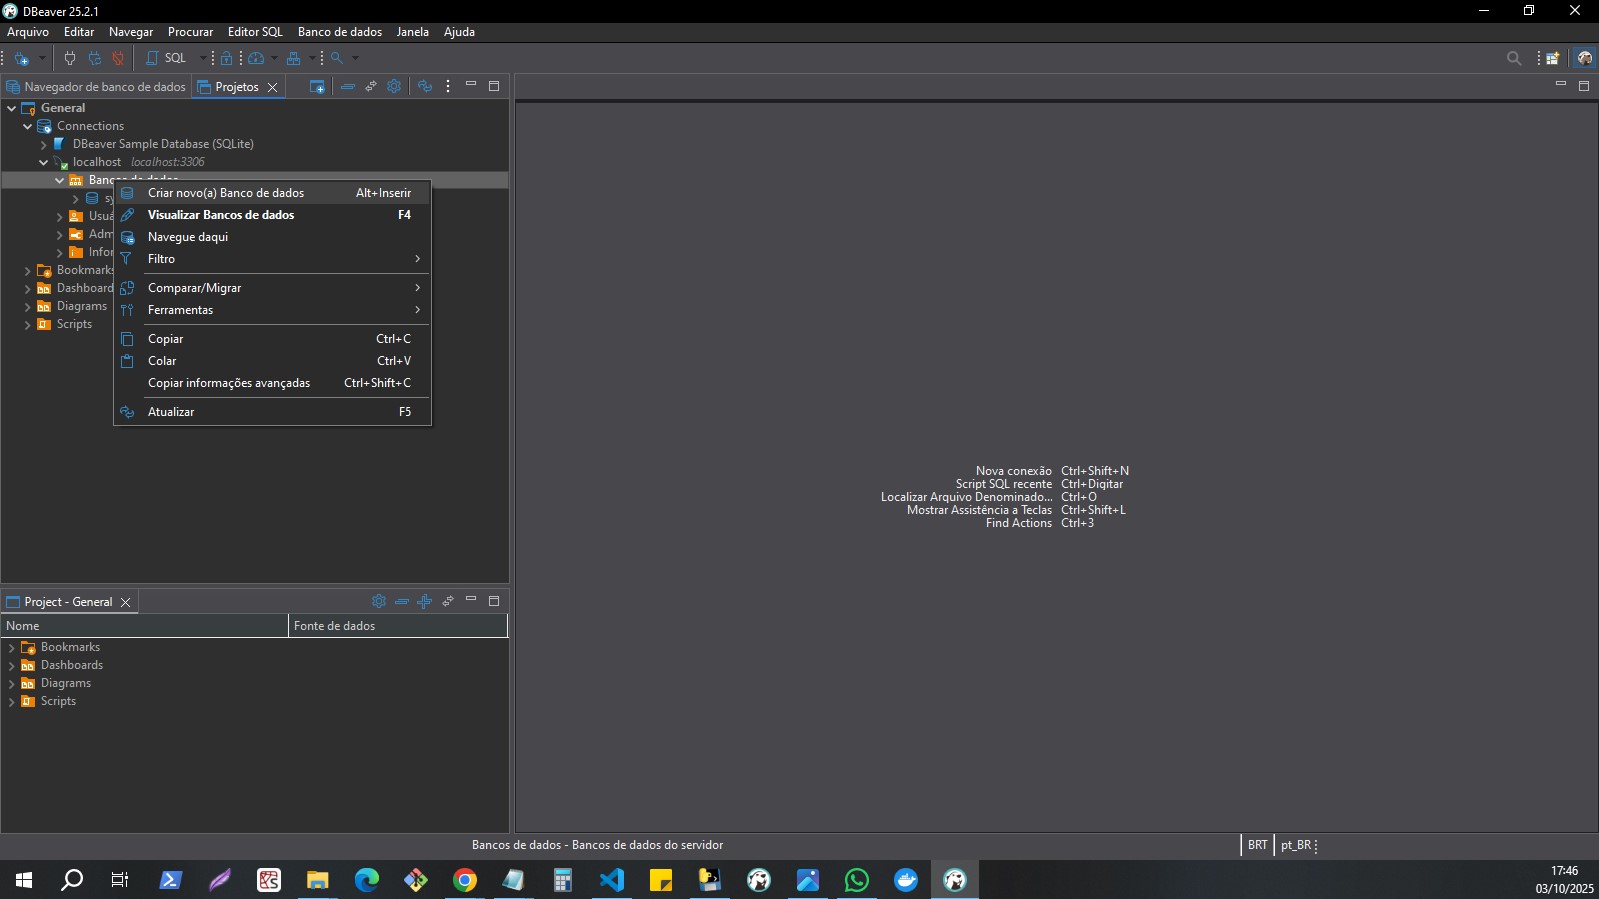 DBeaver 25.2.1
Arquivo Editar Navegar Procurar Editor SQL Banco de dados Janela Ajuda
SQL
Navegador de banco de dados Projetos
General
Connections
DBeaver Sample Database (SQLite)
localhost localhost:3306
Bancos de dados
sy
Criar novo(a) Banco de dados Alt+Inserir
Visualizar Bancos de dados F4
Navegue daqui
Filtro
Comparar/Migrar
Ferramentas
Copiar Ctrl+C
Colar Ctrl+V
Copiar informações avançadas Ctrl+Shift+C
Atualizar F5
Usuá
Adm
Infor
Bookmarks
Dashboard
Diagrams
Scripts
Nova conexão Ctrl+Shift+N
Script SQL recente Ctrl+Digitar
Localizar Arquivo Denominado... Ctrl+O
Mostrar Assistência a Teclas Ctrl+Shift+L
Find Actions Ctrl+3
Project - General
Nome Fonte de dados
Bookmarks
Dashboards
Diagrams
Scripts
Bancos de dados - Bancos de dados do servidor
BRT pt_BR
17:46
03/10/2025